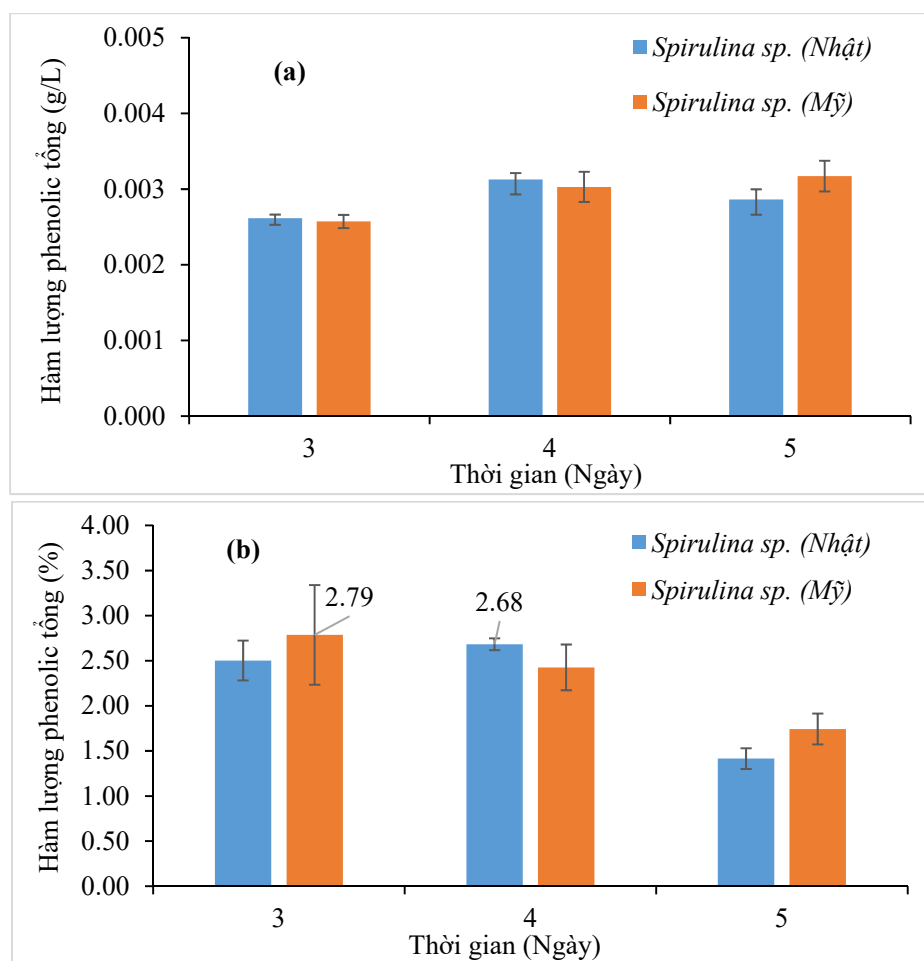 Hàm lượng phenolic tổng (g/L)
0.005
0.004
0.003
0.002
0.001
0.000
(a)
Spirulina sp. (Nhật)
Spirulina sp. (Mỹ)
3
4
5
Thời gian (Ngày)
Hàm lượng phenolic tổng (%)
4.00
3.50
3.00
2.50
2.00
1.50
1.00
0.50
0.00
(b)
Spirulina sp. (Nhật)
Spirulina sp. (Mỹ)
2.79
2.68
3
4
5
Thời gian (Ngày)